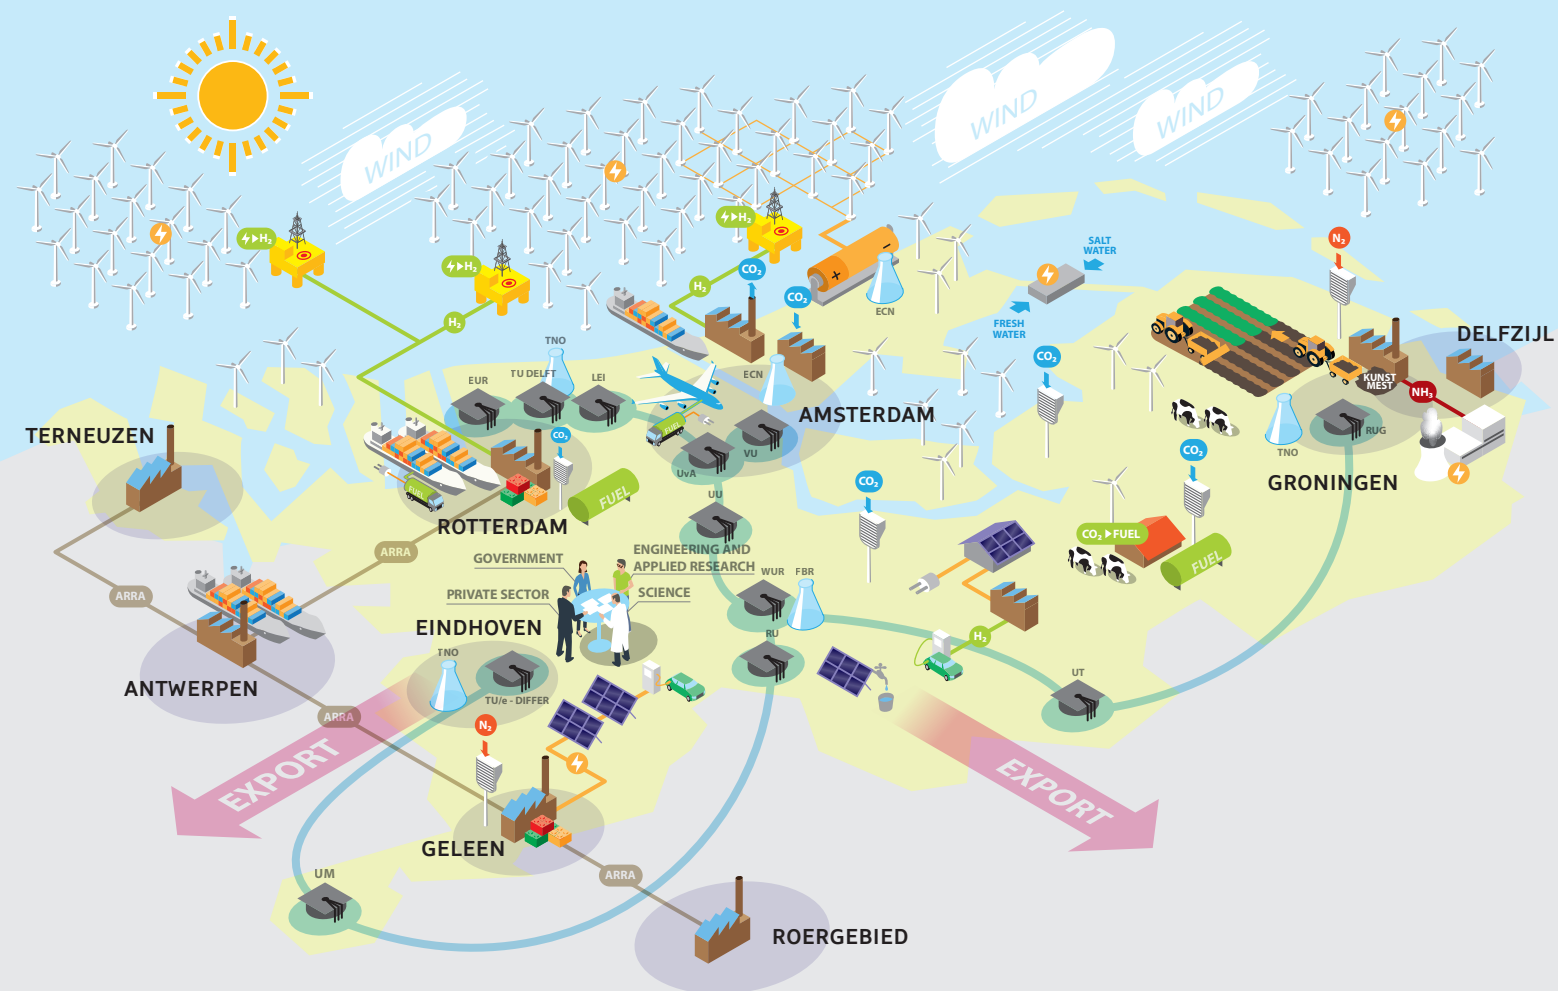 WIND
WIND
WIND
⚡▶H₂
⚡▶H₂
⚡▶H₂
H₂
H₂
CO₂
CO₂
+
–
ECN
SALT
WATER
FRESH
WATER
N₂
DELFZIJL
KUNST
MEST
NH₃
RUG
TNO
GRONINGEN
CO₂
CO₂
CO₂
CO₂▶FUEL
FUEL
TNO
EUR
TU DELFT
LEI
ECN
AMSTERDAM
FUEL
UvA
VU
UU
TERNEUZEN
CO₂
FUEL
FUEL
ROTTERDAM
ARRA
ARRA
GOVERNMENT
ENGINEERING AND
APPLIED RESEARCH
PRIVATE SECTOR
SCIENCE
WUR
FBR
RU
H₂
UT
EINDHOVEN
TNO
TU/e - DIFFER
ANTWERPEN
ARRA
EXPORT
EXPORT
N₂
GELEEN
UM
ARRA
ROERGEBIED